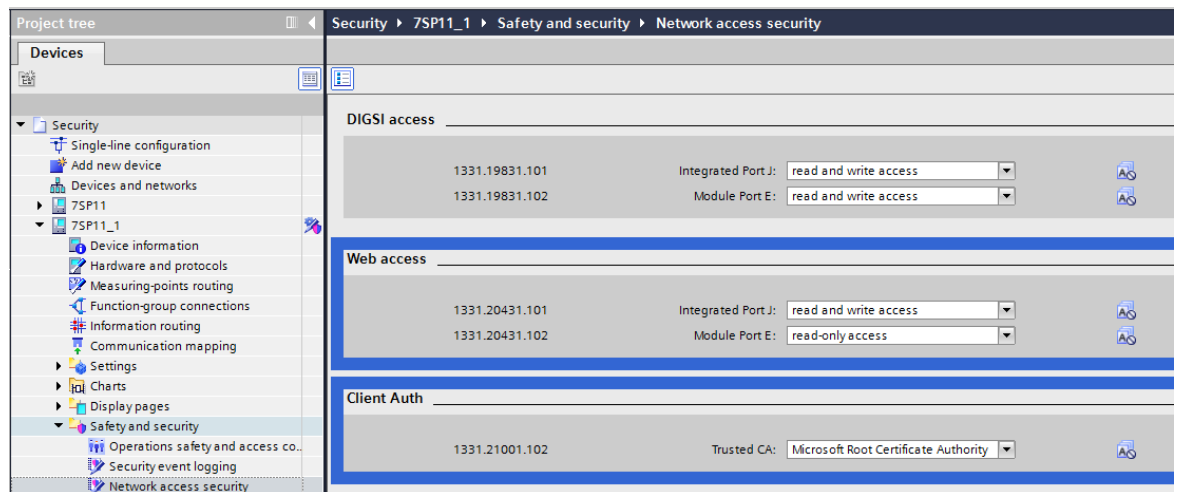 Project tree
Security ▸ 7SP11_1 ▸ Safety and security ▸ Network access security
Devices
Security
Single-line configuration
Add new device
Devices and networks
7SP11
7SP11_1
Device information
Hardware and protocols
Measuring-points routing
Function-group connections
Information routing
Communication mapping
Settings
Charts
Display pages
Safety and security
Operations safety and access co..
Security event logging
Network access security
DIGSI access
1331.19831.101 Integrated Port J: read and write access
1331.19831.102 Module Port E: read and write access
Web access
1331.20431.101 Integrated Port J: read and write access
1331.20431.102 Module Port E: read-only access
Client Auth
1331.21001.102 Trusted CA: Microsoft Root Certificate Authority